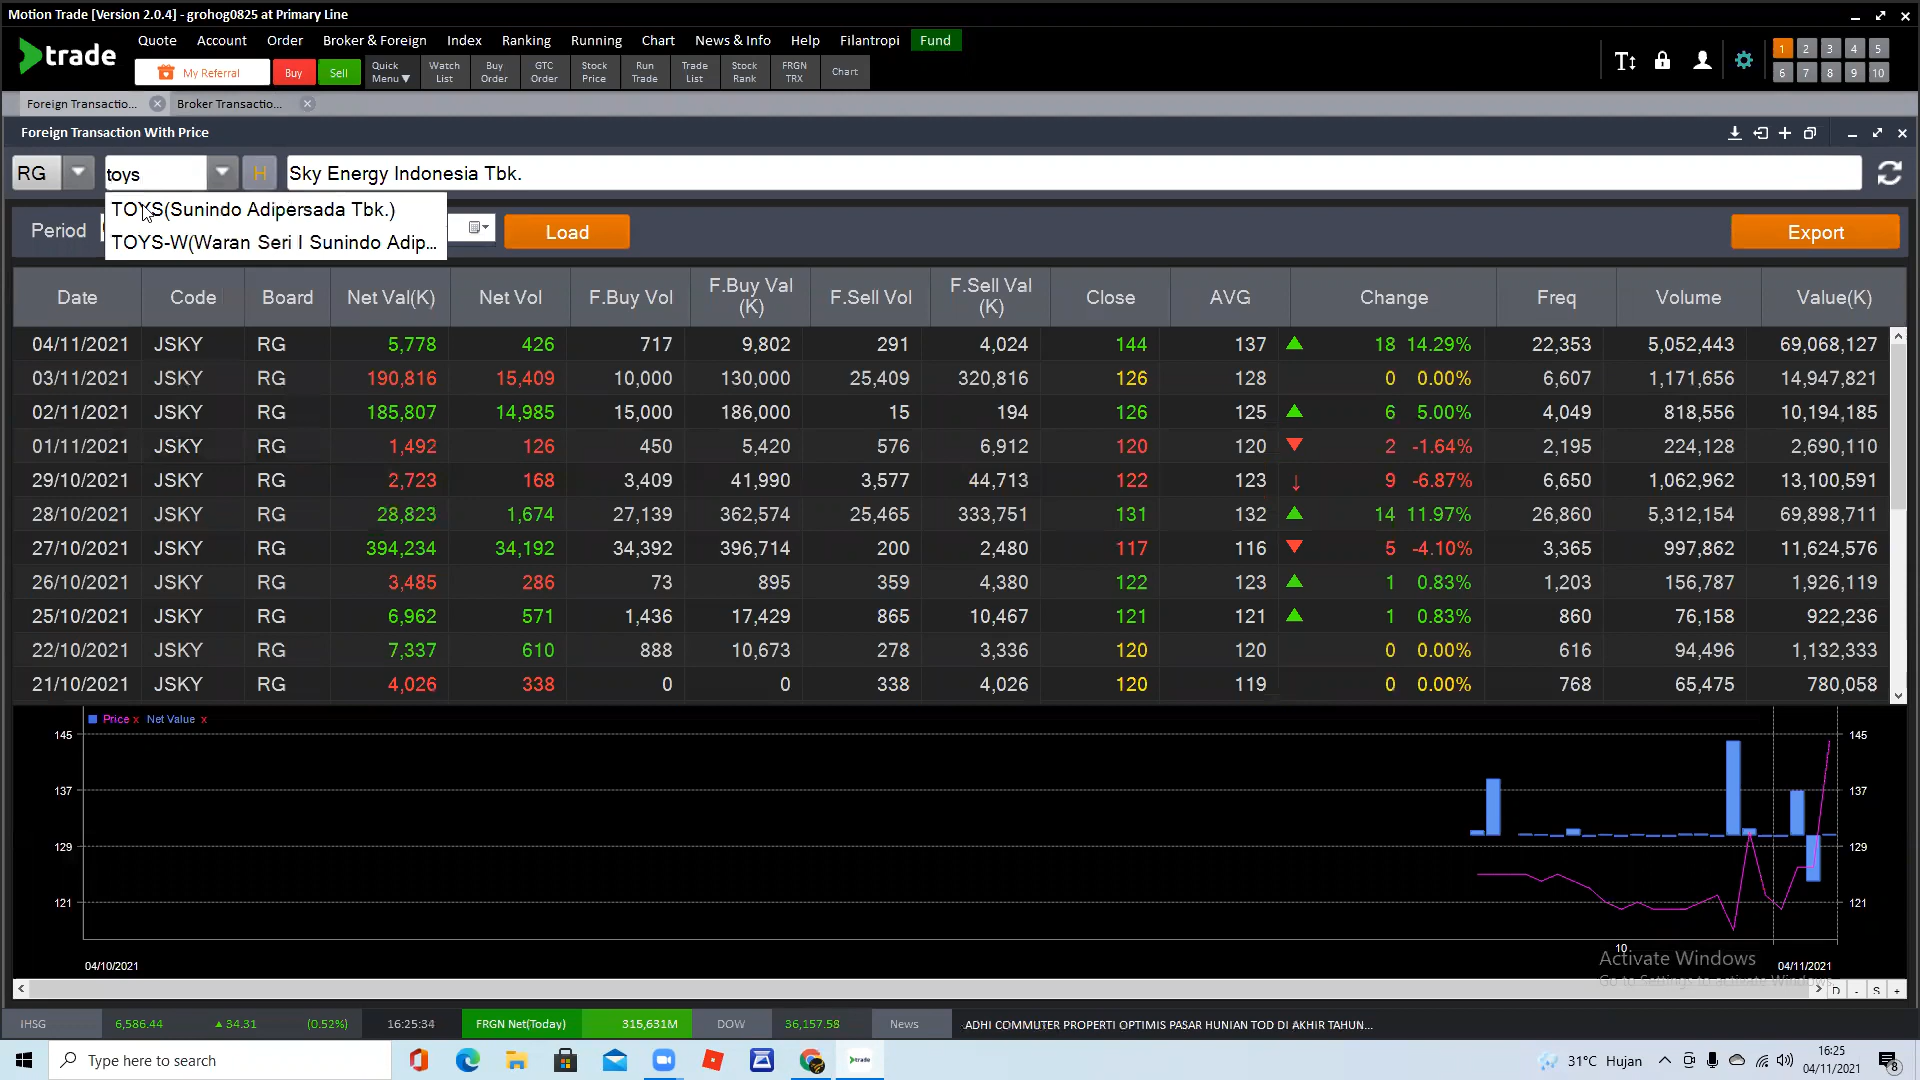 Motion Trade [Version 2.0.4] - grohog0825 at Primary Line
trade
Quote Account Order Broker & Foreign Index Ranking Running Chart News & Info Help Filantropi Fund
My Referral Buy Sell Quick Menu▼ Watch List Buy Order GTC Order Stock Price Run Trade Trade List Stock Rank FRGN TRX Chart
1 2 3 4 5
6 7 8 9 10
Foreign Transactio... Broker Transactio...
Foreign Transaction With Price
RG toys H Sky Energy Indonesia Tbk.
TOYS(Sunindo Adipersada Tbk.)
Period Load Export
TOYS-W(Waran Seri I Sunindo Adip...
Date Code Board Net Val(K) Net Vol F.Buy Vol F.Buy Val (K) F.Sell Vol F.Sell Val (K) Close AVG Change Freq Volume Value(K)
04/11/2021 JSKY RG 5,778 426 717 9,802 291 4,024 144 137 18 14.29% 22,353 5,052,443 69,068,127
03/11/2021 JSKY RG 190,816 15,409 10,000 130,000 25,409 320,816 126 128 0 0.00% 6,607 1,171,656 14,947,821
02/11/2021 JSKY RG 185,807 14,985 15,000 186,000 15 194 126 125 6 5.00% 4,049 818,556 10,194,185
01/11/2021 JSKY RG 1,492 126 450 5,420 576 6,912 120 120 2 -1.64% 2,195 224,128 2,690,110
29/10/2021 JSKY RG 2,723 168 3,409 41,990 3,577 44,713 122 123 9 -6.87% 6,650 1,062,962 13,100,591
28/10/2021 JSKY RG 28,823 1,674 27,139 362,574 25,465 333,751 131 132 14 11.97% 26,860 5,312,154 69,898,711
27/10/2021 JSKY RG 394,234 34,192 34,392 396,714 200 2,480 117 116 5 -4.10% 3,365 997,862 11,624,576
26/10/2021 JSKY RG 3,485 286 73 895 359 4,380 122 123 1 0.83% 1,203 156,787 1,926,119
25/10/2021 JSKY RG 6,962 571 1,436 17,429 865 10,467 121 121 1 0.83% 860 76,158 922,236
22/10/2021 JSKY RG 7,337 610 888 10,673 278 3,336 120 120 0 0.00% 616 94,496 1,132,333
21/10/2021 JSKY RG 4,026 338 0 0 338 4,026 120 119 0 0.00% 768 65,475 780,058
Price x Net Value x
145 145
137 137
129 129
121 121
10
Activate Windows
04/10/2021 04/11/2021
Go to Settings to activate Windows.
D - S +
IHSG 6,586.44 ▲34.31 (0.52%) 16:25:34 FRGN Net(Today) 315,631M DOW 36,157.58 News .ADHI COMMUTER PROPERTI OPTIMIS PASAR HUNIAN TOD DI AKHIR TAHUN...
Type here to search trade 31°C Hujan 16:25
04/11/2021 8